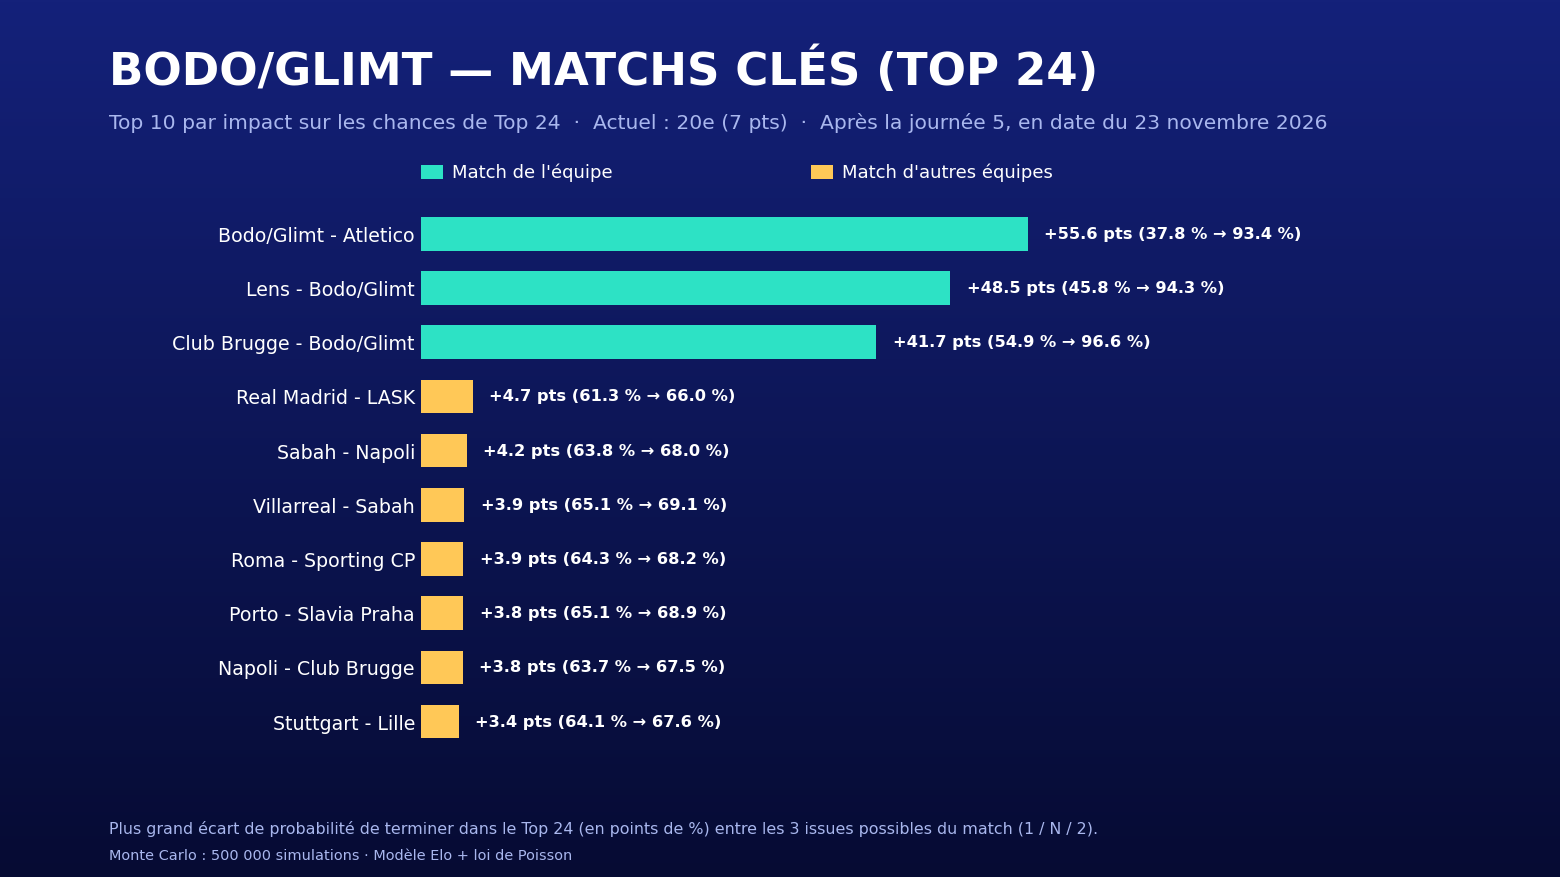 BODO/GLIMT — MATCHS CLÉS (TOP 24)
Top 10 par impact sur les chances de Top 24 · Actuel : 20e (7 pts) · Après la journée 5, en date du 23 novembre 2026
Match de l'équipe Match d'autres équipes
Bodo/Glimt - Atletico +55.6 pts (37.8 % → 93.4 %)
Lens - Bodo/Glimt +48.5 pts (45.8 % → 94.3 %)
Club Brugge - Bodo/Glimt +41.7 pts (54.9 % → 96.6 %)
Real Madrid - LASK +4.7 pts (61.3 % → 66.0 %)
Sabah - Napoli +4.2 pts (63.8 % → 68.0 %)
Villarreal - Sabah +3.9 pts (65.1 % → 69.1 %)
Roma - Sporting CP +3.9 pts (64.3 % → 68.2 %)
Porto - Slavia Praha +3.8 pts (65.1 % → 68.9 %)
Napoli - Club Brugge +3.8 pts (63.7 % → 67.5 %)
Stuttgart - Lille +3.4 pts (64.1 % → 67.6 %)
Plus grand écart de probabilité de terminer dans le Top 24 (en points de %) entre les 3 issues possibles du match (1 / N / 2).
Monte Carlo : 500 000 simulations · Modèle Elo + loi de Poisson